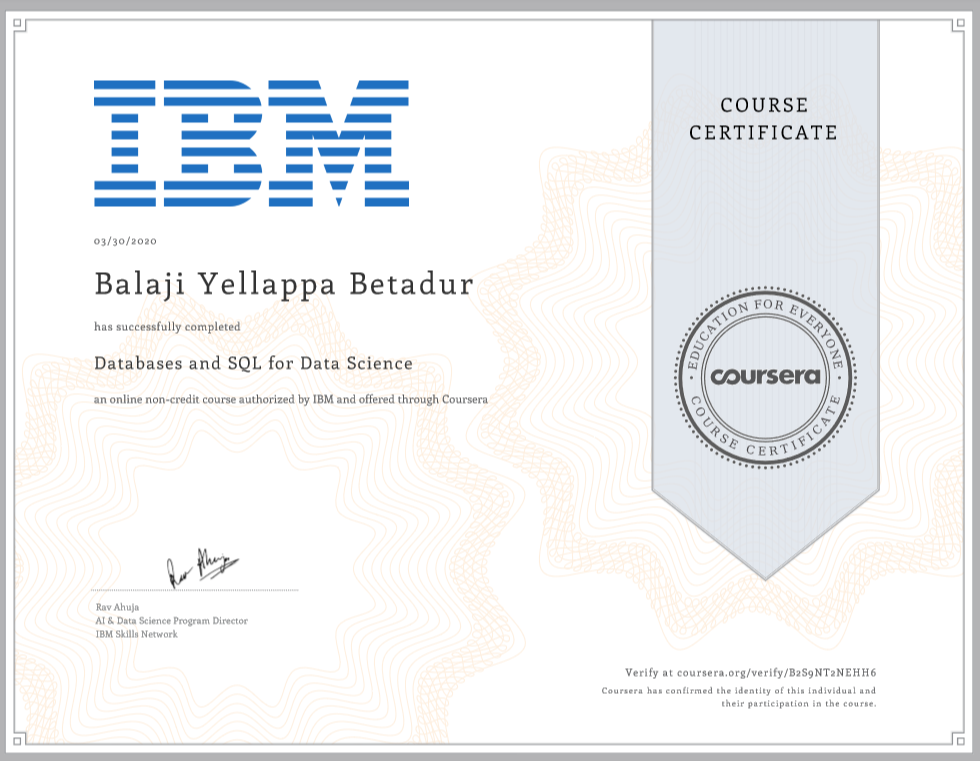 IBM
03/30/2020
Balaji Yellappa Betadur
has successfully completed
Databases and SQL for Data Science
an online non-credit course authorized by IBM and offered through Coursera
Rav Ahuja
AI & Data Science Program Director
IBM Skills Network
COURSE
CERTIFICATE
EDUCATION FOR EVERYONE
coursera
COURSE CERTIFICATE
Verify at coursera.org/verify/B2S9NT2NEHH6
Coursera has confirmed the identity of this individual and
their participation in the course.